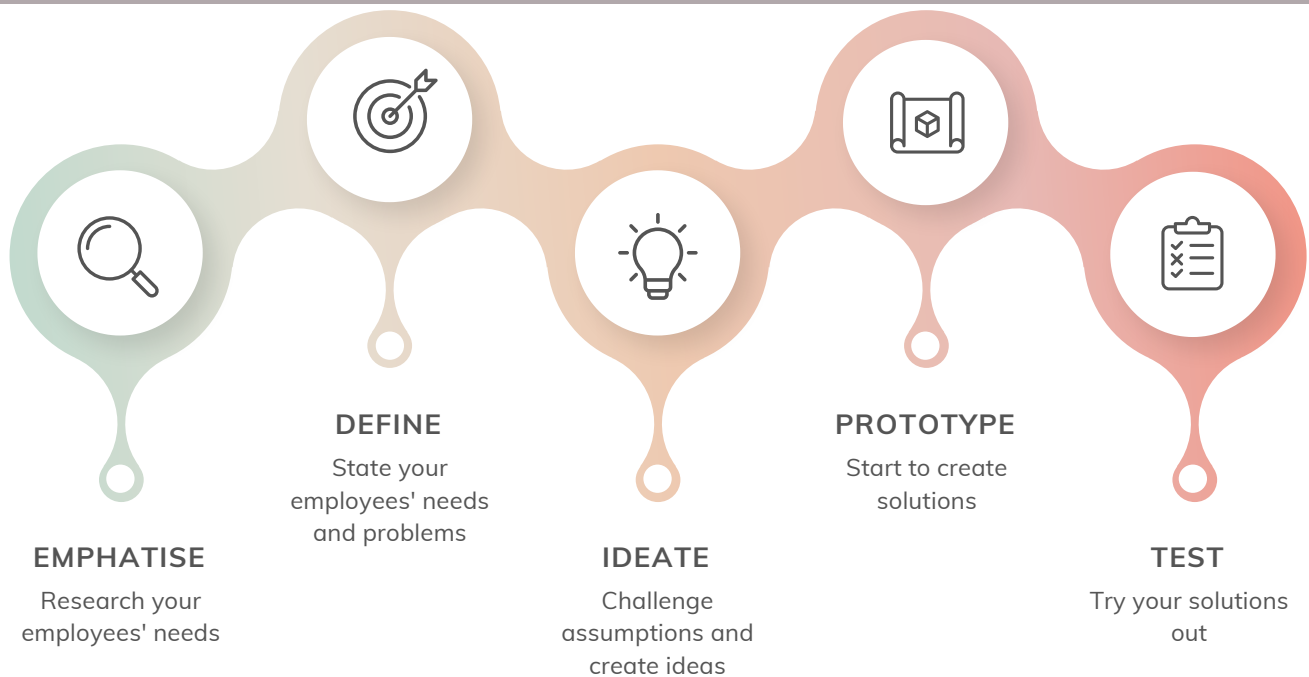 EMPHATISE
Research your
employees' needs
DEFINE
State your
employees' needs
and problems
IDEATE
Challenge
assumptions and
create ideas
PROTOTYPE
Start to create
solutions
TEST
Try your solutions
out